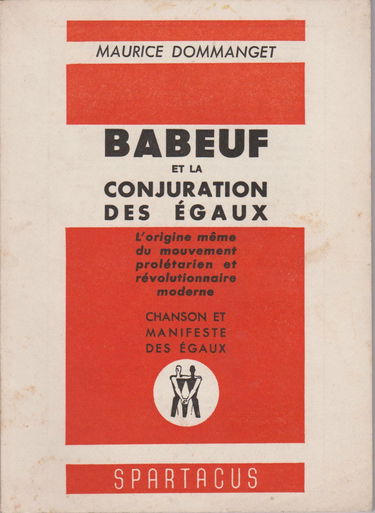 MAURICE DOMMANGET
BABEUF
ET LA
CONJURATION
DES ÉGAUX
L'origine même
du mouvement
prolétarien et
révolutionnaire
moderne
CHANSON ET
MANIFESTE
DES ÉGAUX
SPARTACUS